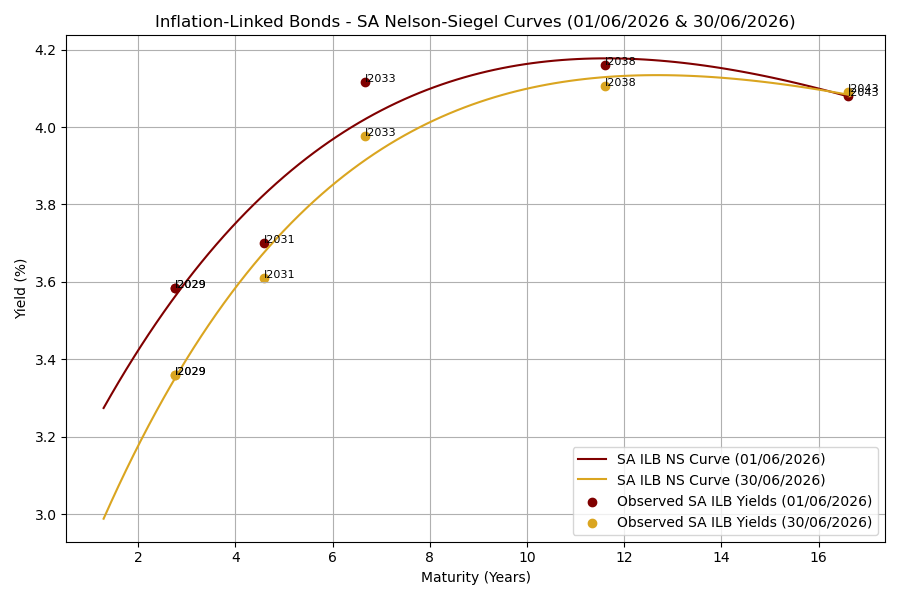 Inflation-Linked Bonds - SA Nelson-Siegel Curves (01/06/2026 & 30/06/2026)
Yield (%)
4.2
4.0
3.8
3.6
3.4
3.2
3.0
I2029
I2029
I2031
I2031
I2033
I2033
I2038
I2038
I2043
I2043
SA ILB NS Curve (01/06/2026)
SA ILB NS Curve (30/06/2026)
Observed SA ILB Yields (01/06/2026)
Observed SA ILB Yields (30/06/2026)
2 4 6 8 10 12 14 16
Maturity (Years)